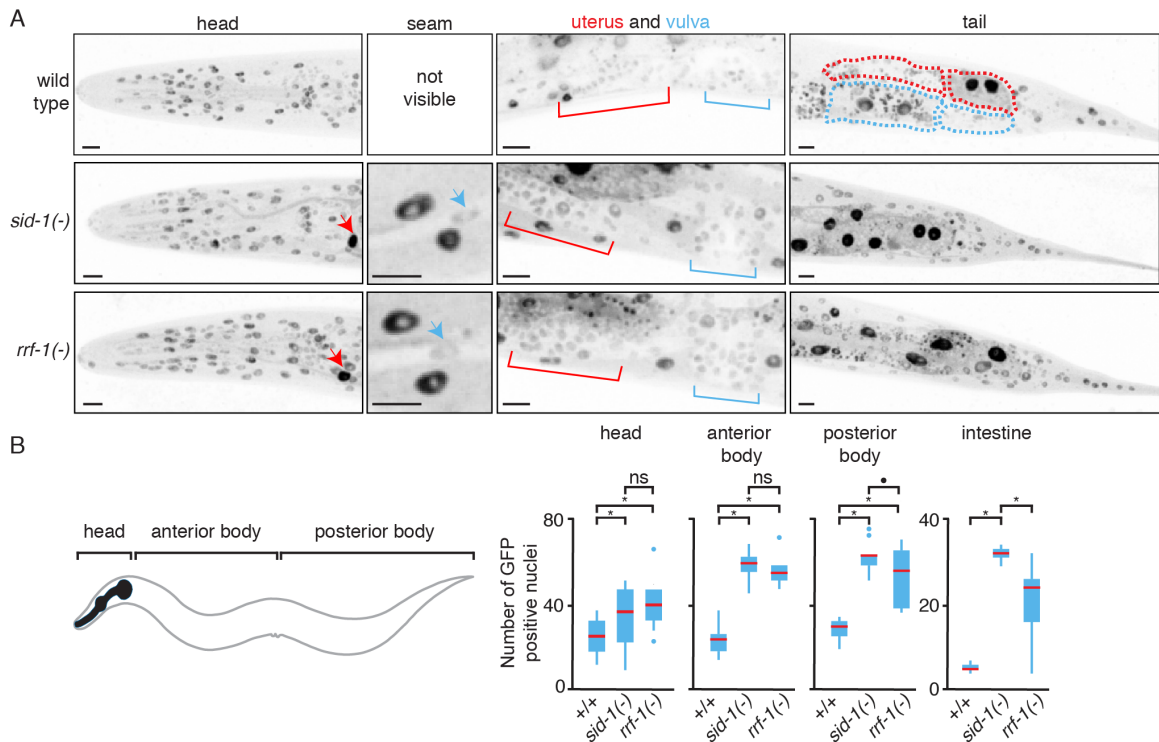 A
head
seam
uterus and vulva
tail
wild
type
not
visible
sid-1(-)
rrf-1(-)
B
head
anterior body
posterior body
head
anterior
body
posterior
body
intestine
ns
*
*
ns
*
*
•
*
*
*
*
Number of GFP
positive nuclei
80
40
0
40
20
0
+/+
sid-1(-)
rrf-1(-)
+/+
sid-1(-)
rrf-1(-)
+/+
sid-1(-)
rrf-1(-)
+/+
sid-1(-)
rrf-1(-)